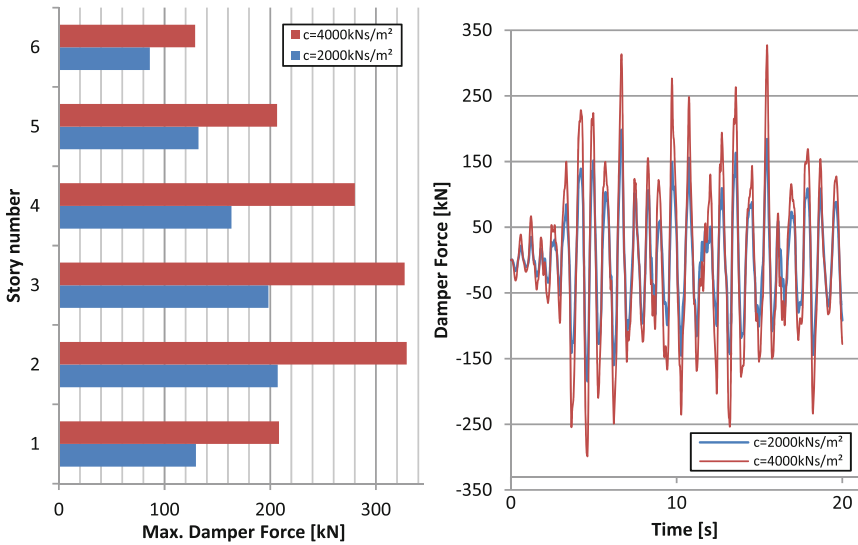 6
5
4
3
2
1
Story number
0
100
200
300
Max. Damper Force [kN]
c=4000kNs/m²
c=2000kNs/m²
350
250
150
50
-50
-150
-250
-350
Damper Force [kN]
0
10
20
Time [s]
c=2000kNs/m²
c=4000kNs/m²